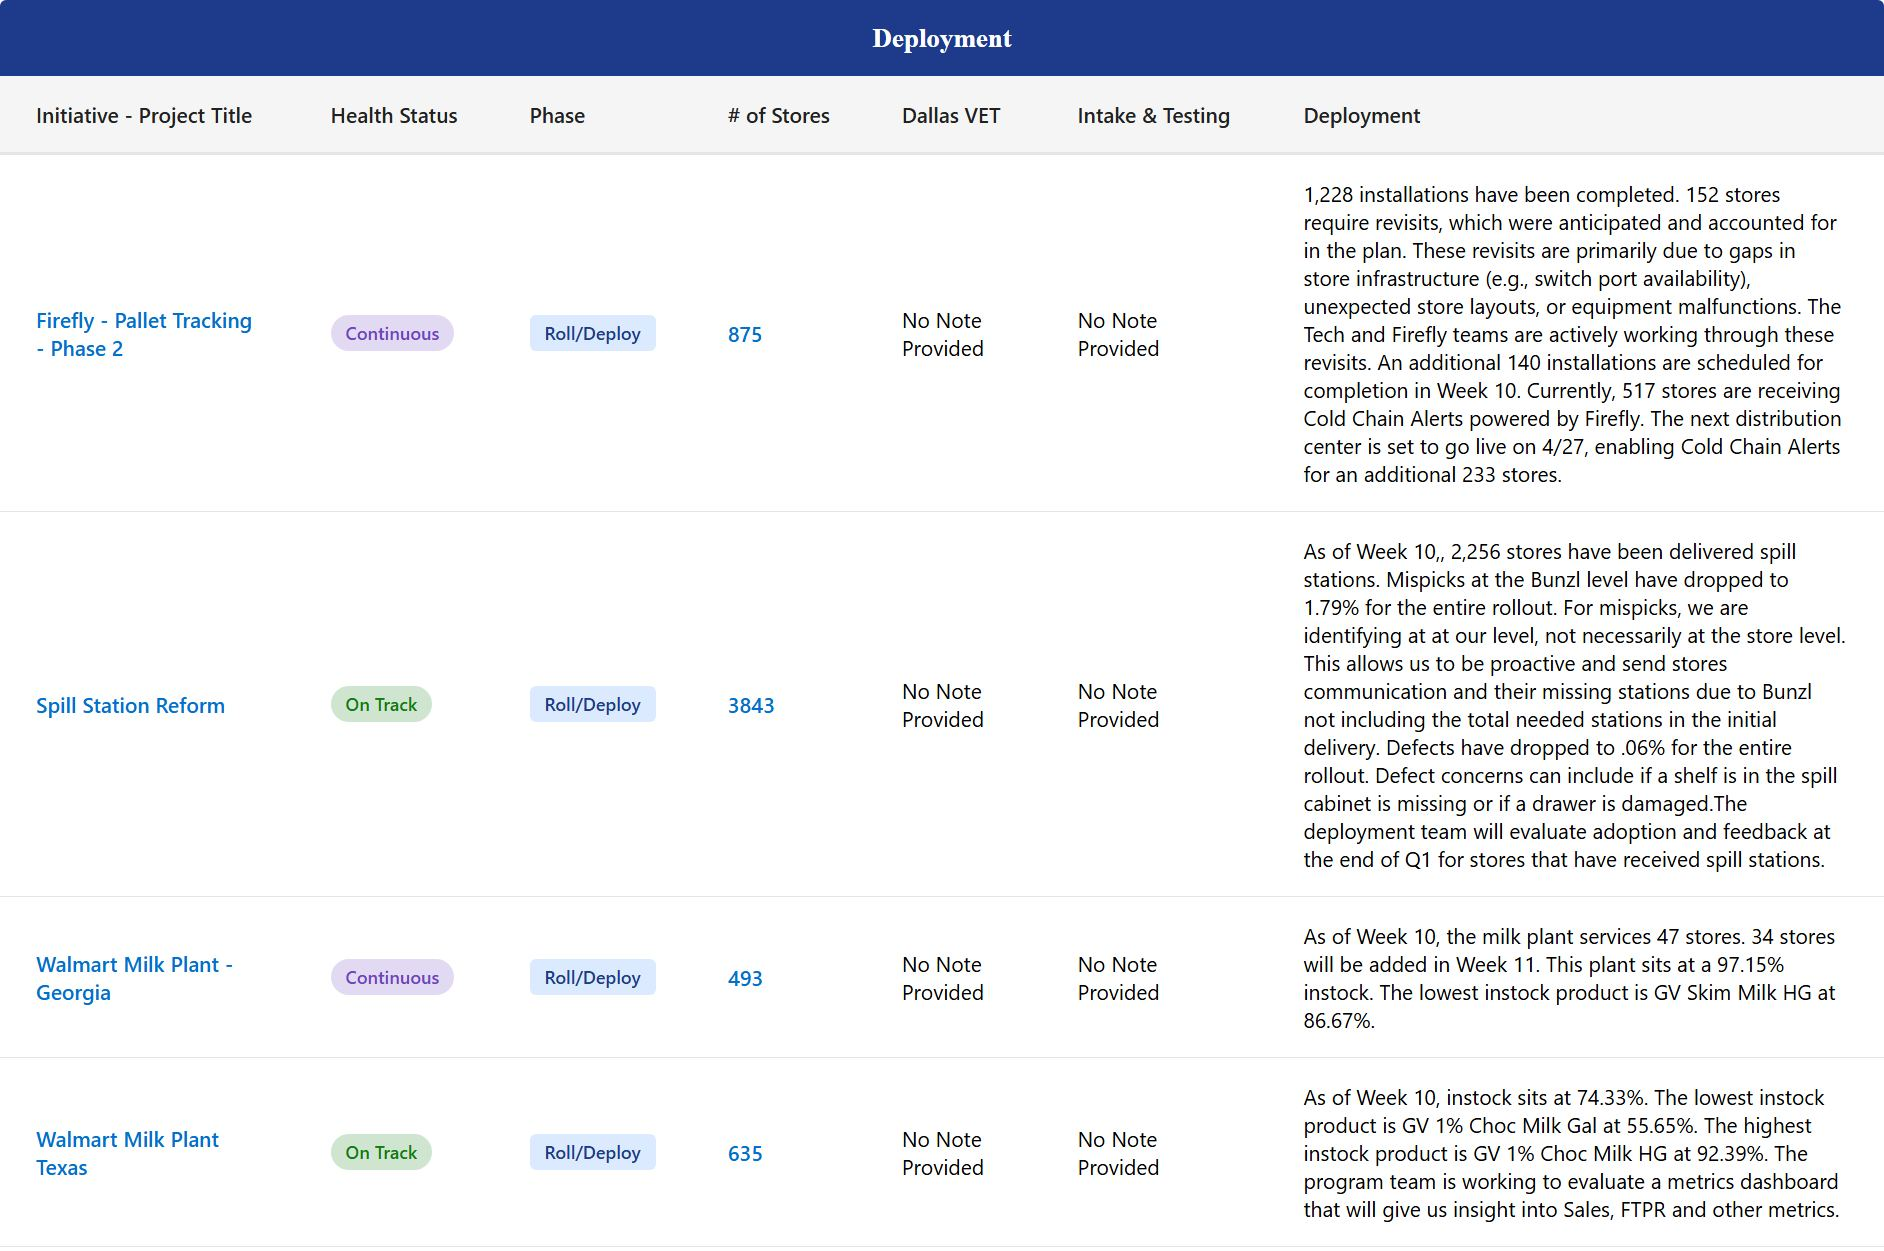 Deployment
Initiative - Project Title
Health Status
Phase
# of Stores
Dallas VET
Intake & Testing
Deployment
Firefly - Pallet Tracking
- Phase 2
Continuous
Roll/Deploy
875
No Note
Provided
No Note
Provided
1,228 installations have been completed. 152 stores
require revisits, which were anticipated and accounted for
in the plan. These revisits are primarily due to gaps in
store infrastructure (e.g., switch port availability),
unexpected store layouts, or equipment malfunctions. The
Tech and Firefly teams are actively working through these
revisits. An additional 140 installations are scheduled for
completion in Week 10. Currently, 517 stores are receiving
Cold Chain Alerts powered by Firefly. The next distribution
center is set to go live on 4/27, enabling Cold Chain Alerts
for an additional 233 stores.
Spill Station Reform
On Track
Roll/Deploy
3843
No Note
Provided
No Note
Provided
As of Week 10,, 2,256 stores have been delivered spill
stations. Mispicks at the Bunzl level have dropped to
1.79% for the entire rollout. For mispicks, we are
identifying at at our level, not necessarily at the store level.
This allows us to be proactive and send stores
communication and their missing stations due to Bunzl
not including the total needed stations in the initial
delivery. Defects have dropped to .06% for the entire
rollout. Defect concerns can include if a shelf is in the spill
cabinet is missing or if a drawer is damaged.The
deployment team will evaluate adoption and feedback at
the end of Q1 for stores that have received spill stations.
Walmart Milk Plant -
Georgia
Continuous
Roll/Deploy
493
No Note
Provided
No Note
Provided
As of Week 10, the milk plant services 47 stores. 34 stores
will be added in Week 11. This plant sits at a 97.15%
instock. The lowest instock product is GV Skim Milk HG at
86.67%.
Walmart Milk Plant
Texas
On Track
Roll/Deploy
635
No Note
Provided
No Note
Provided
As of Week 10, instock sits at 74.33%. The lowest instock
product is GV 1% Choc Milk Gal at 55.65%. The highest
instock product is GV 1% Choc Milk HG at 92.39%. The
program team is working to evaluate a metrics dashboard
that will give us insight into Sales, FTPR and other metrics.